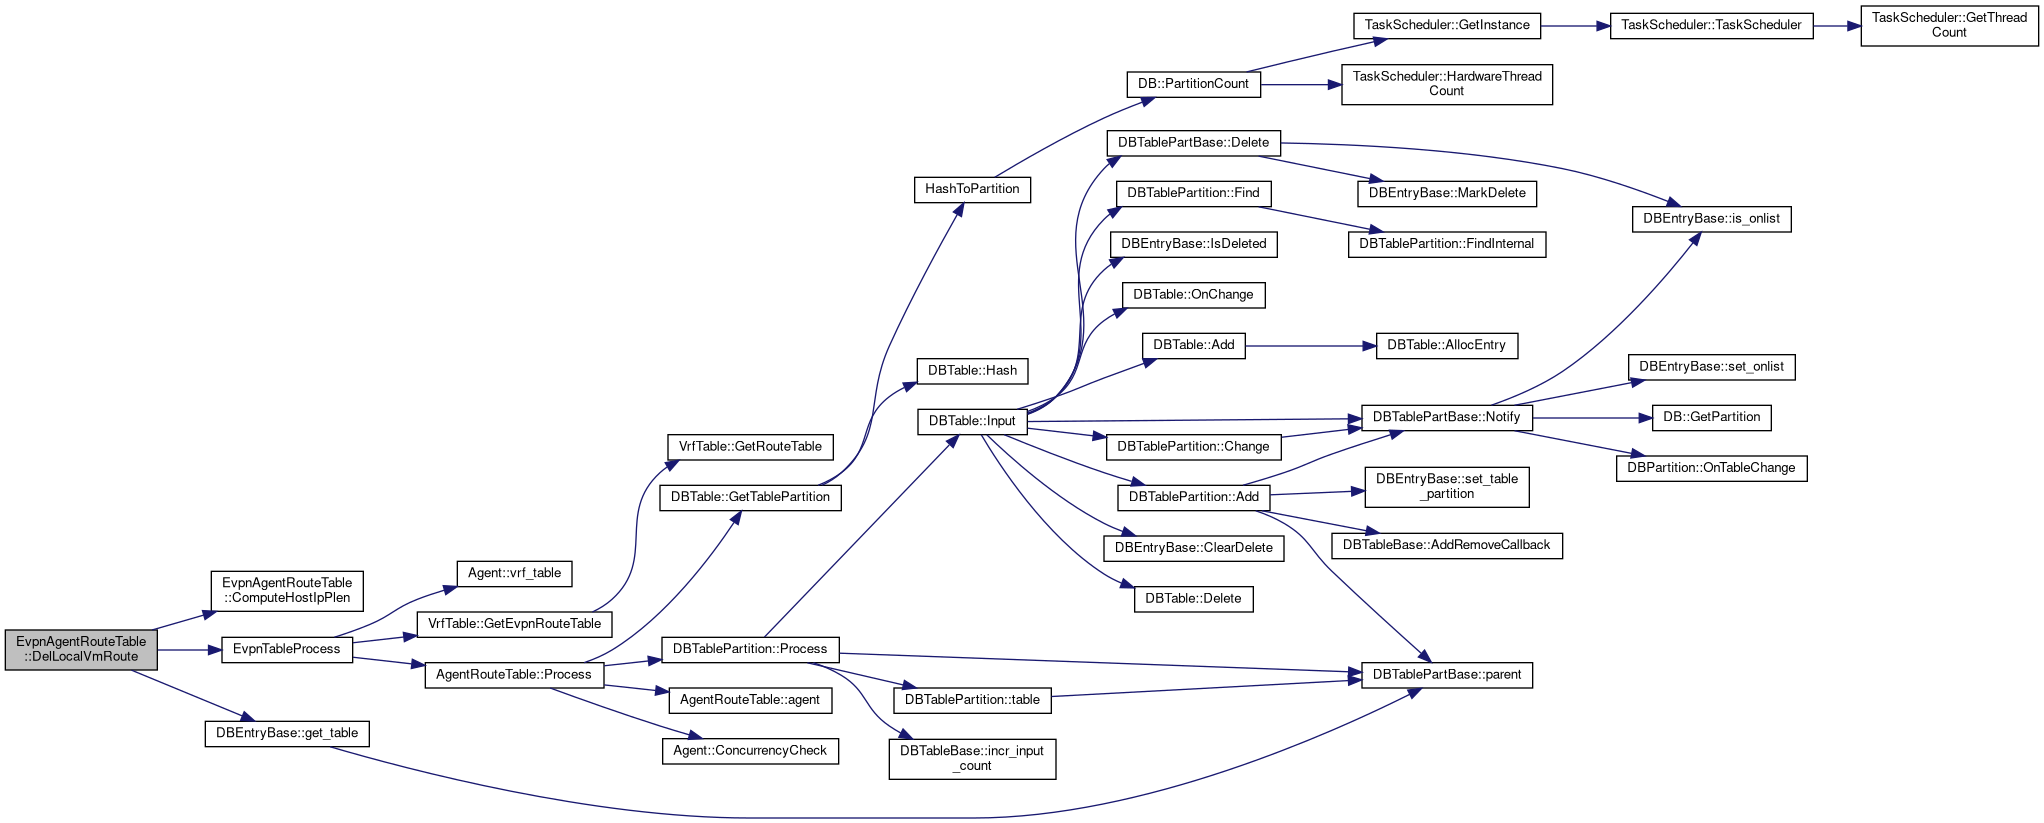 EvpnAgentRouteTable
::DelLocalVmRoute
EvpnAgentRouteTable
::ComputeHostIpPlen
EvpnTableProcess
DBEntryBase::get_table
Agent::vrf_table
VrfTable::GetEvpnRouteTable
AgentRouteTable::Process
VrfTable::GetRouteTable
DBTable::GetTablePartition
DBTablePartition::Process
AgentRouteTable::agent
Agent::ConcurrencyCheck
HashToPartition
DBTable::Hash
DBTable::Input
DBTablePartition::table
DBTableBase::incr_input
_count
DB::PartitionCount
DBTablePartBase::Delete
DBTablePartition::Find
DBEntryBase::IsDeleted
DBTable::OnChange
DBTable::Add
DBTablePartition::Change
DBTablePartition::Add
DBEntryBase::ClearDelete
DBTable::Delete
TaskScheduler::GetInstance
TaskScheduler::HardwareThread
Count
DBEntryBase::MarkDelete
DBTablePartition::FindInternal
DBTable::AllocEntry
DBTablePartBase::Notify
DBEntryBase::set_table
_partition
DBTableBase::AddRemoveCallback
DBTablePartBase::parent
TaskScheduler::TaskScheduler
DBEntryBase::is_onlist
DBEntryBase::set_onlist
DB::GetPartition
DBPartition::OnTableChange
TaskScheduler::GetThread
Count